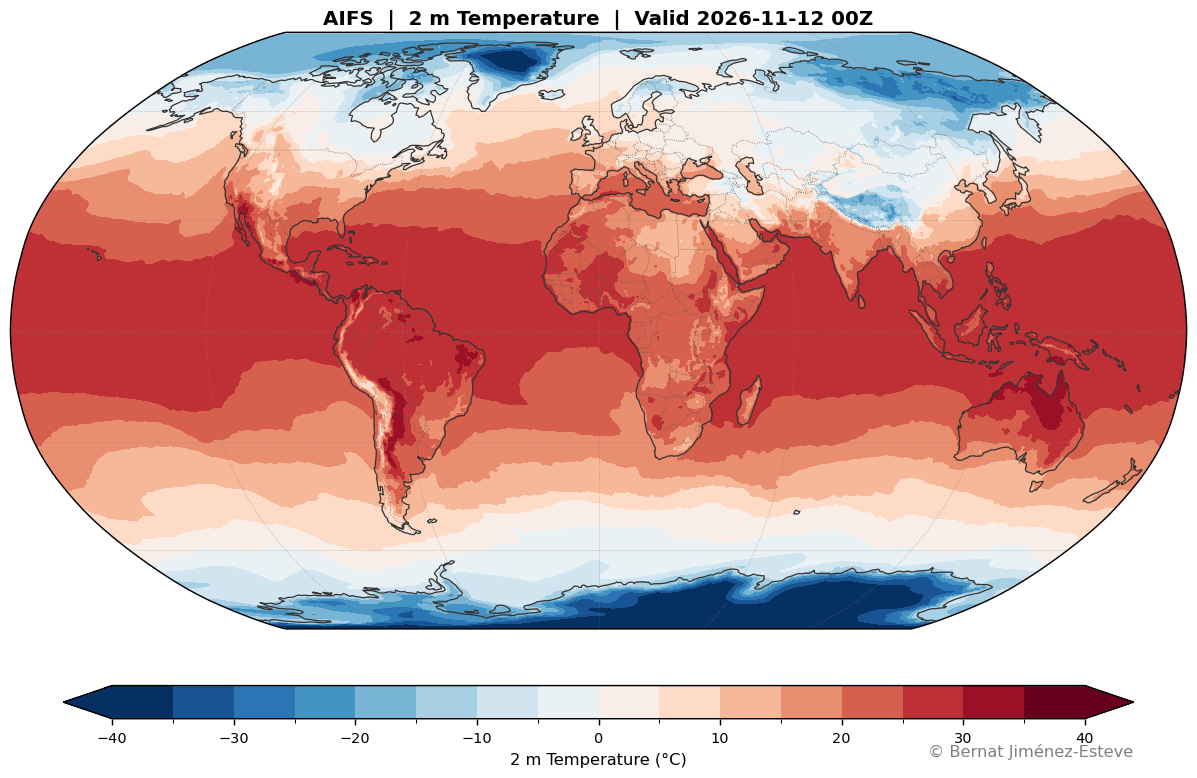 AIFS | 2 m Temperature | Valid 2026-11-12 00Z
−40 −30 −20 −10 0 10 20 30 40
2 m Temperature (°C)
© Bernat Jiménez-Esteve